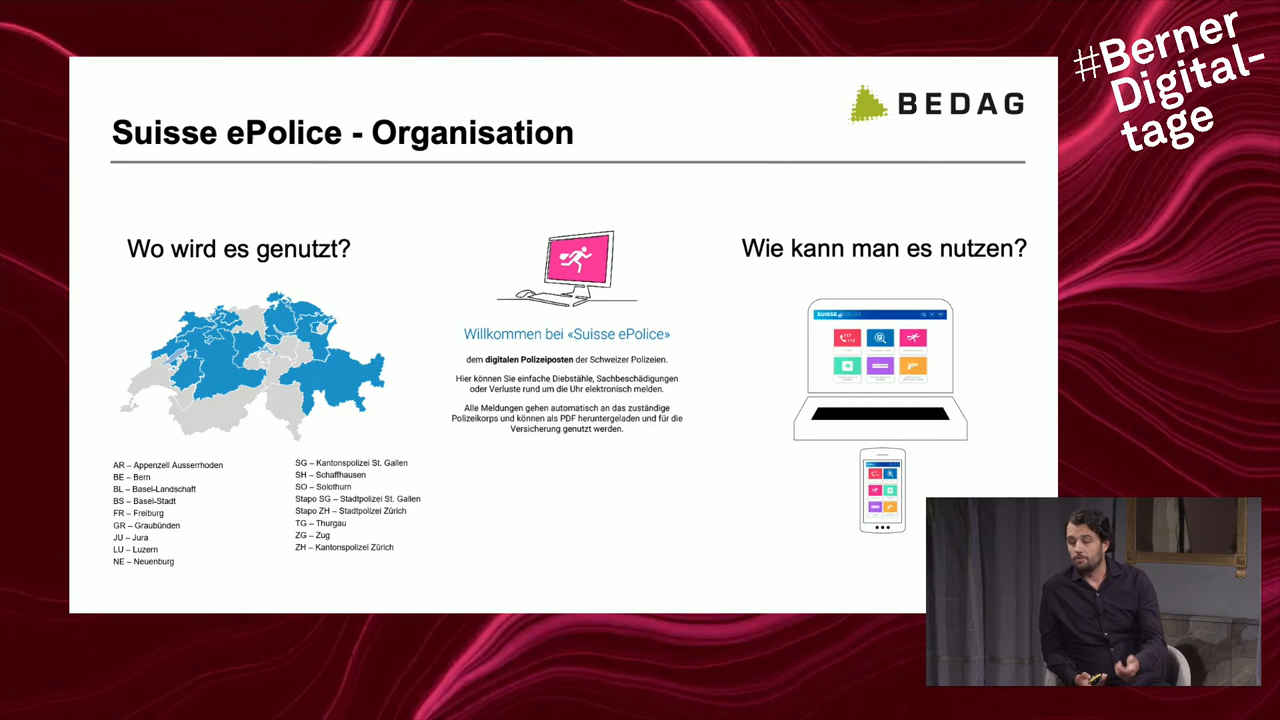 #Berner
Digital-
tage
BEDAG
Suisse ePolice - Organisation
Wo wird es genutzt?
AR – Appenzell Ausserrhoden
BE – Bern
BL – Basel-Landschaft
BS – Basel-Stadt
FR – Freiburg
GR – Graubünden
JU – Jura
LU – Luzern
NE – Neuenburg
SG – Kantonspolizei St. Gallen
SH – Schaffhausen
SO – Solothurn
Stapo SG – Stadtpolizei St. Gallen
Stapo ZH – Stadtpolizei Zürich
TG – Thurgau
ZG – Zug
ZH – Kantonspolizei Zürich
Willkommen bei «Suisse ePolice»
dem digitalen Polizeiposten der Schweizer Polizeien.
Hier können Sie einfache Diebstähle, Sachbeschädigungen
oder Verluste rund um die Uhr elektronisch melden.
Alle Meldungen gehen automatisch an das zuständige
Polizeikorps und können als PDF heruntergeladen und für die
Versicherung genutzt werden.
Wie kann man es nutzen?
SUISSE
117